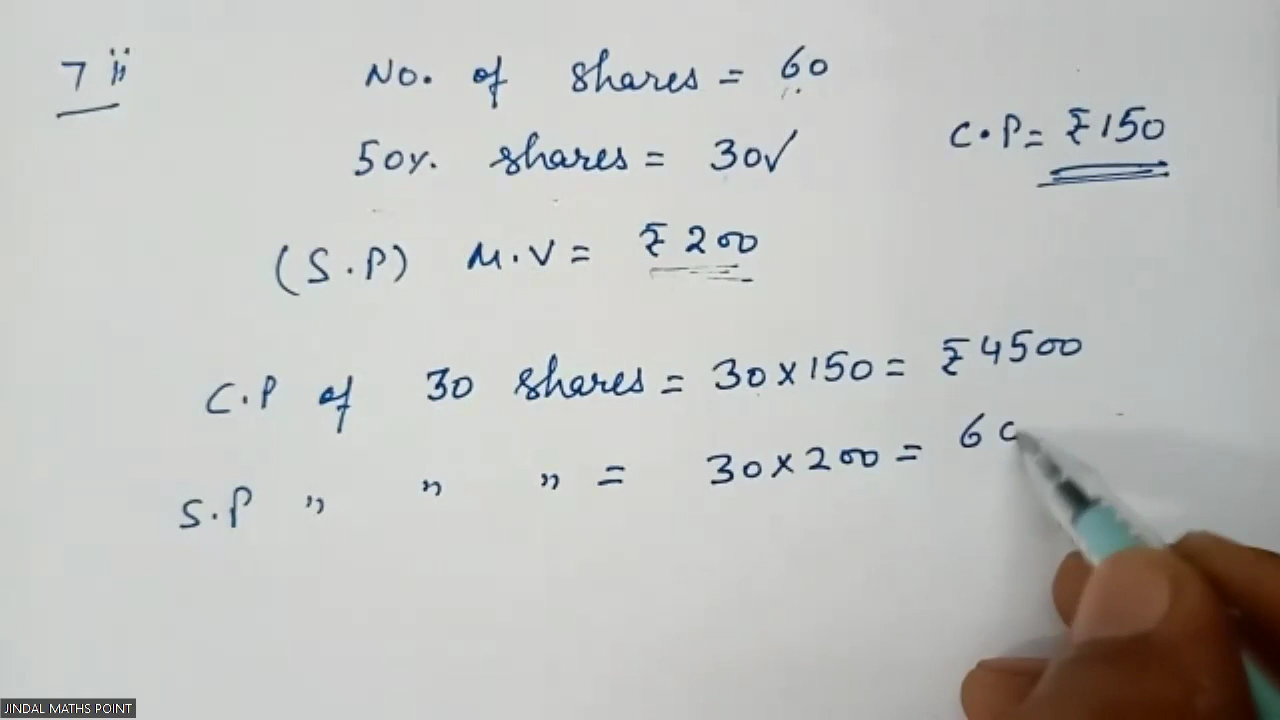 7 ii
No. of shares = 60
50%. shares = 30✓
C.P = ₹150
(S.P) M.V = ₹ 200
C.P of 30 shares = 30 × 150 = ₹ 4500
S.P " " " = 30 × 200 = 60
JINDAL MATHS POINT